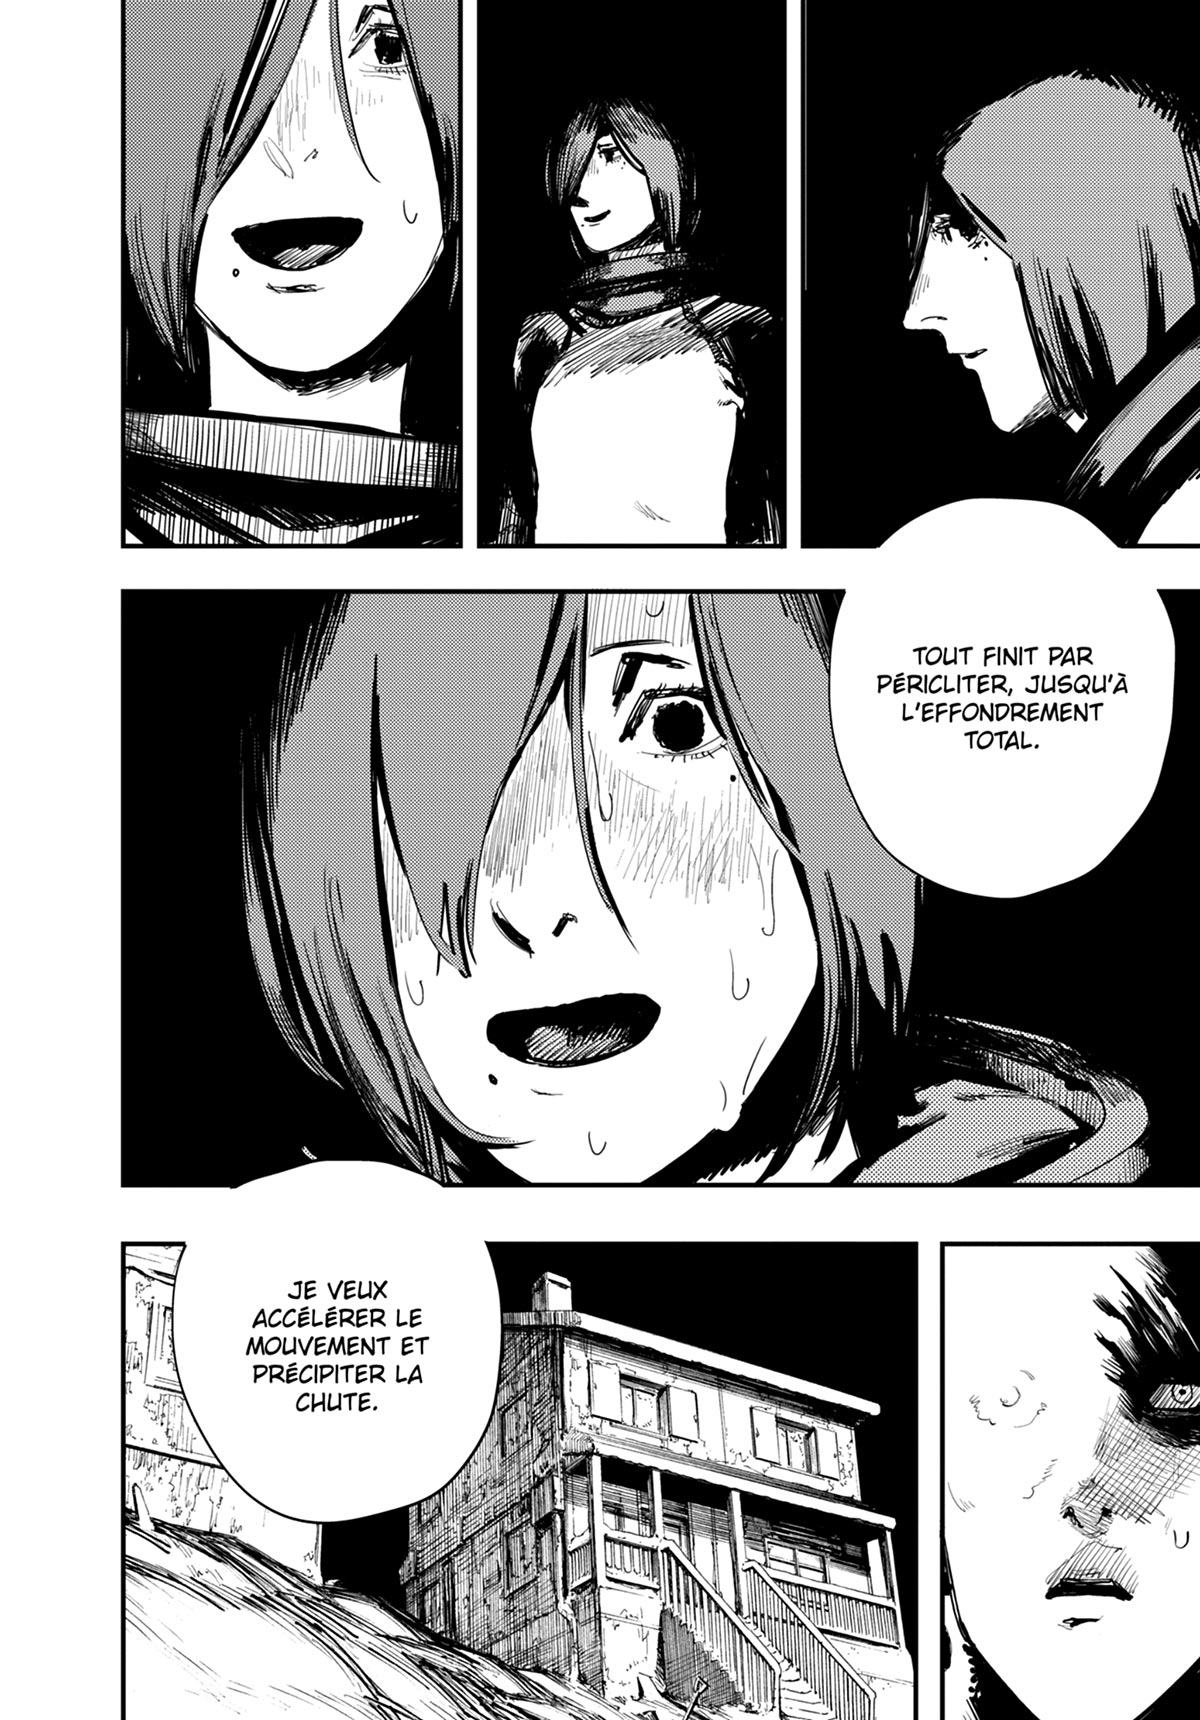 TOUT FINIT PAR
PÉRICLITER, JUSQU'À
L'EFFONDREMENT
TOTAL.
JE VEUX
ACCÉLÉRER LE
MOUVEMENT ET
PRÉCIPITER LA
CHUTE.